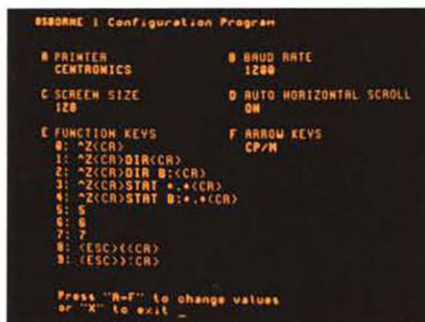 OSBORNE 1 Configuration Program
A PRINTER
CENTRONICS
B BAUD RATE
1200
C SCREEN SIZE
128
D AUTO HORIZONTAL SCROLL
ON
E FUNCTION KEYS
0: ^Z<CR>
1: ^Z<CR>DIR<CR>
2: ^Z<CR>DIR B:<CR>
3: ^Z<CR>STAT *.*<CR>
4: ^Z<CR>STAT B:*.*<CR>
5: 5
6: 6
7: 7
8: <ESC>(<CR>
9: <ESC>)<CR>
F ARROW KEYS
CP/M
Press "A-F" to change values
or "X" to exit _